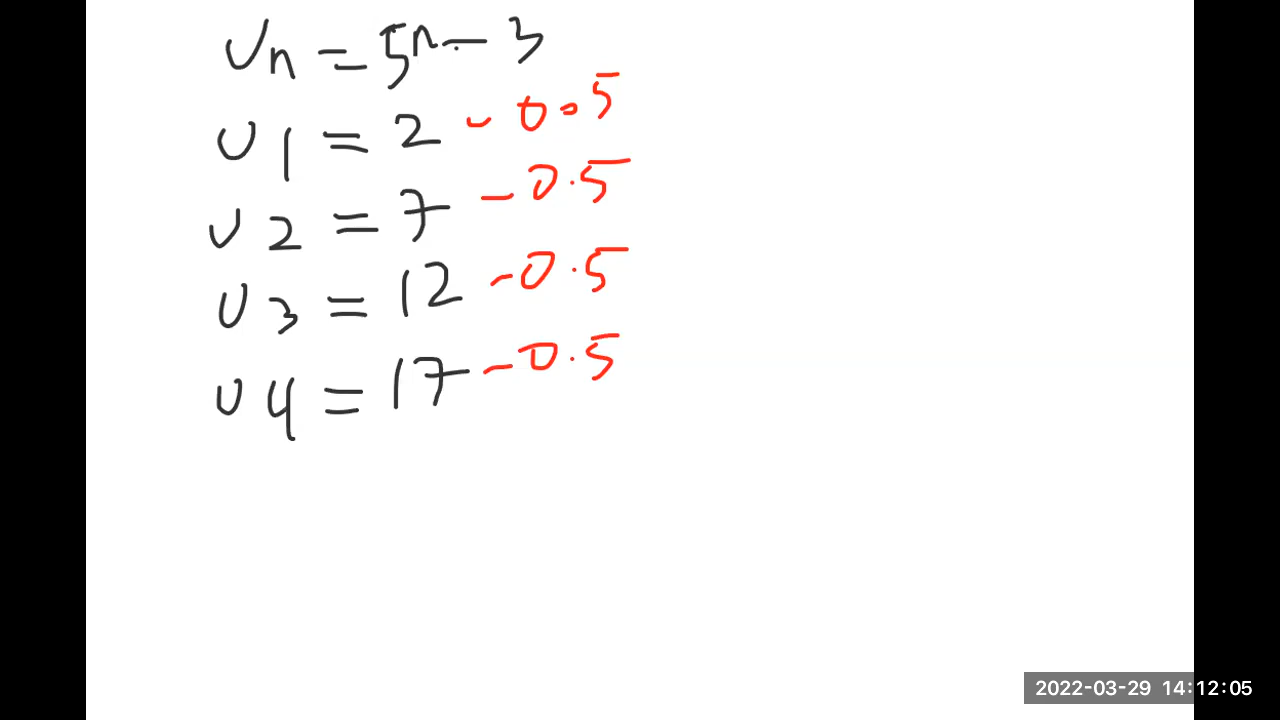 Un = 5n - 3
U1 = 2 - 0.5
U2 = 7 - 0.5
U3 = 12 - 0.5
U4 = 17 - 0.5
2022-03-29 14:12:05